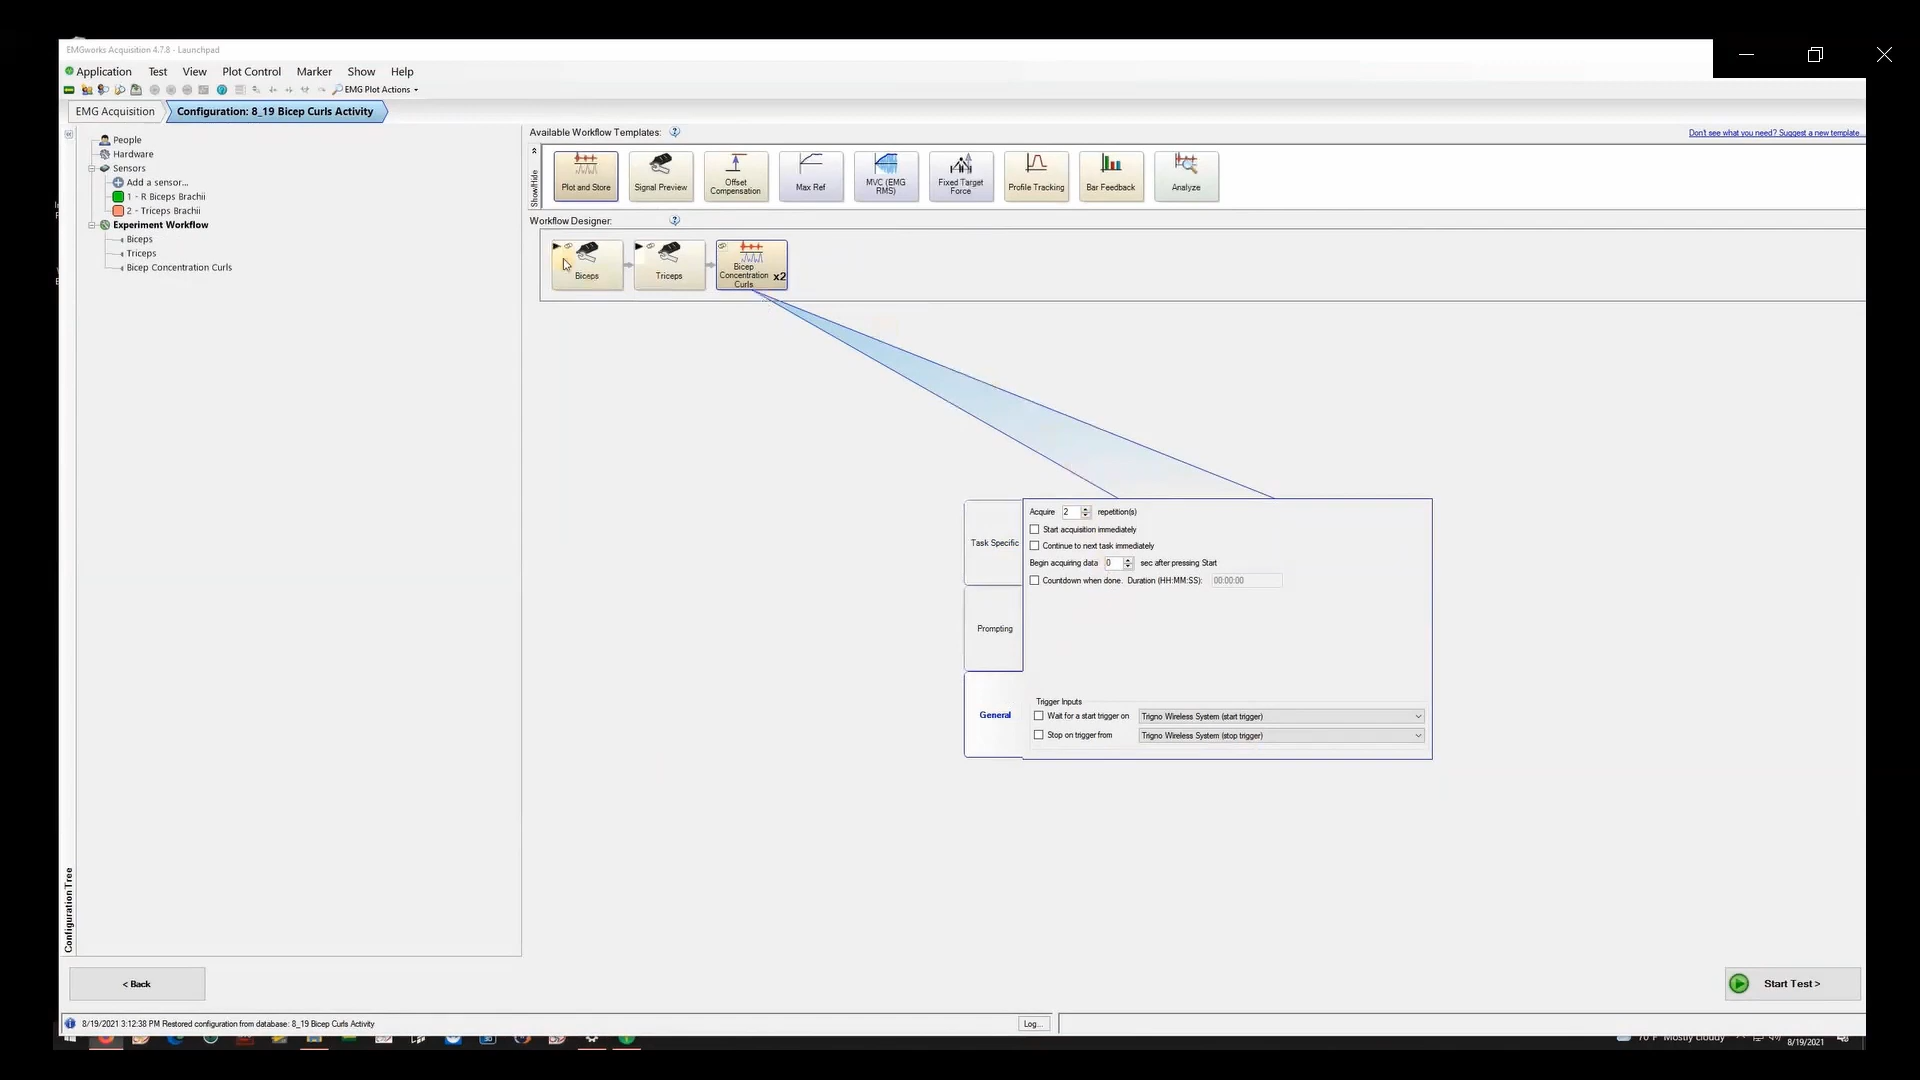 EMGworks Acquisition 4.7.8 - Launchpad
Application Test View Plot Control Marker Show Help
EMG Plot Actions
EMG Acquisition
Configuration: 8_19 Bicep Curls Activity
People
Hardware
Sensors
Add a sensor...
1 - R Biceps Brachii
2 - Triceps Brachii
Experiment Workflow
Biceps
Triceps
Bicep Concentration Curls
Configuration Tree
Available Workflow Templates:
Don't see what you need? Suggest a new template...
Show/Hide
Plot and Store
Signal Preview
Offset
Compensation
Max Ref
MVC (EMG
RMS)
Fixed Target
Force
Profile Tracking
Bar Feedback
Analyze
Workflow Designer:
Biceps
Triceps
Bicep
Concentration
Curls
x2
Task Specific
Prompting
General
Acquire 2 repetition(s)
Start acquisition immediately
Continue to next task immediately
Begin acquiring data 0 sec after pressing Start
Countdown when done. Duration (HH:MM:SS): 00:00:00
Trigger Inputs
Wait for a start trigger on Trigno Wireless System (start trigger)
Stop on trigger from Trigno Wireless System (stop trigger)
< Back
Start Test >
8/19/2021 3:12:38 PM Restored configuration from database: 8_19 Bicep Curls Activity
Log...
70°F Mostly cloudy
8/19/2021